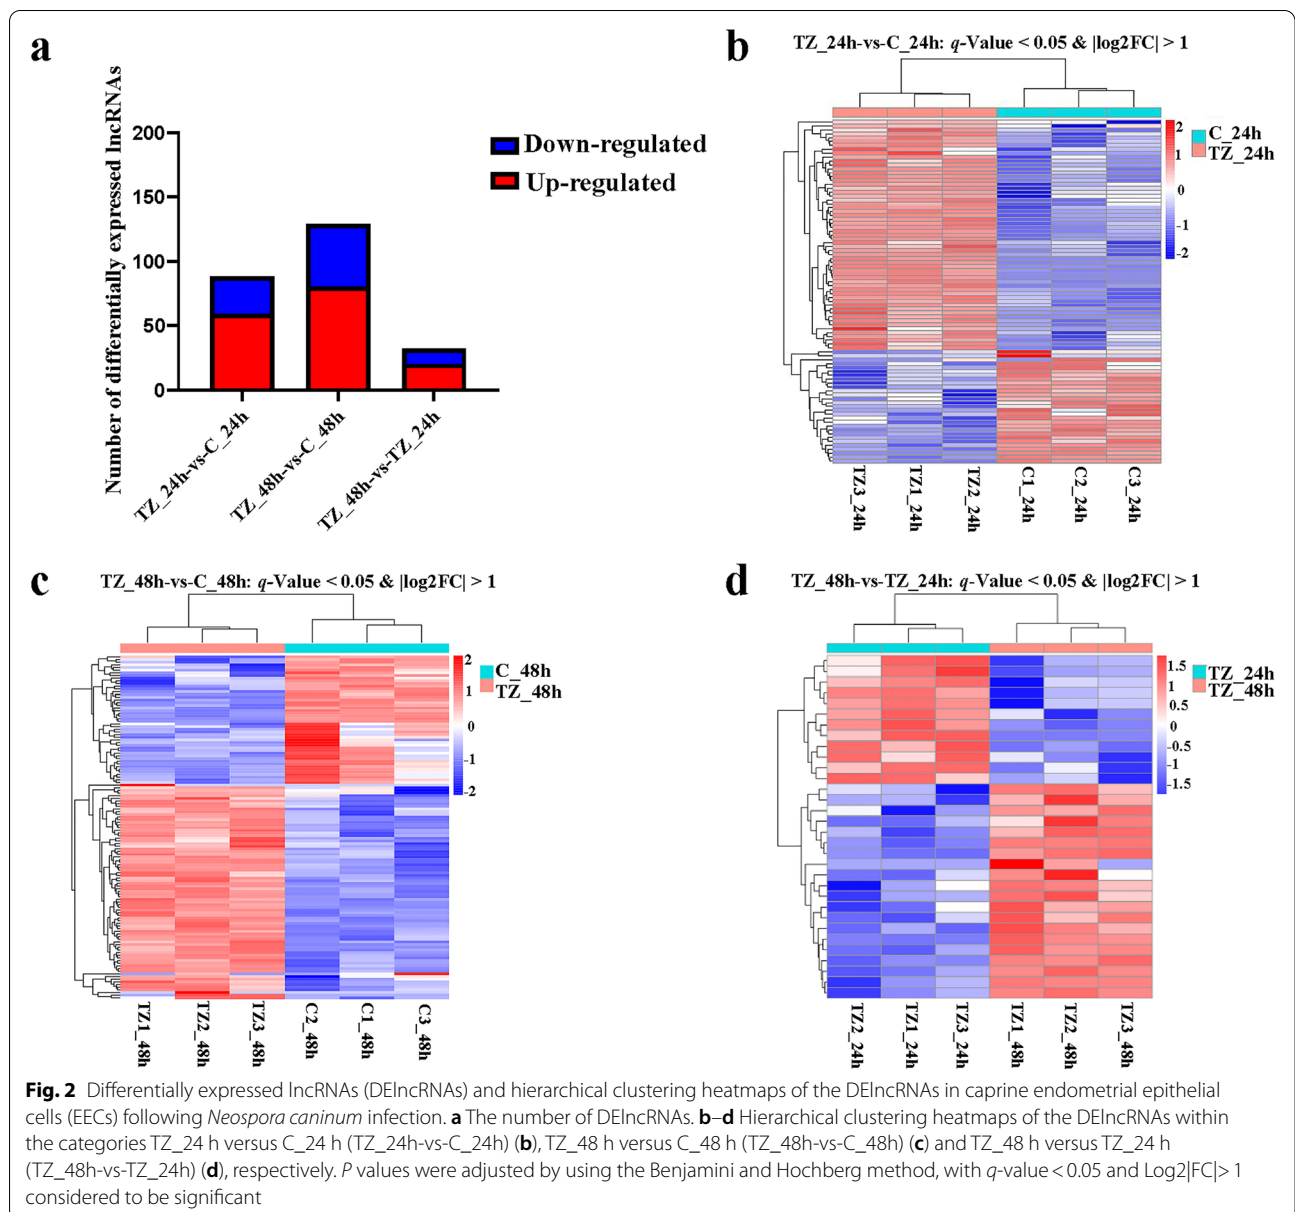 a
Number of differentially expressed lncRNAs
200
150
100
50
0
Down-regulated
Up-regulated
TZ_24h-vs-C_24h
TZ_48h-vs-C_48h
TZ_48h-vs-TZ_24h
b
TZ_24h-vs-C_24h: q-Value < 0.05 & |log2FC| > 1
2
1
0
-1
-2
C_24h
TZ_24h
TZ3_24h
TZ1_24h
TZ2_24h
C1_24h
C2_24h
C3_24h
c
TZ_48h-vs-C_48h: q-Value < 0.05 & |log2FC| > 1
2
1
0
-1
-2
C_48h
TZ_48h
TZ1_48h
TZ2_48h
TZ3_48h
C2_48h
C1_48h
C3_48h
d
TZ_48h-vs-TZ_24h: q-Value < 0.05 & |log2FC| > 1
1.5
1
0.5
0
-0.5
-1
-1.5
TZ_24h
TZ_48h
TZ2_24h
TZ1_24h
TZ3_24h
TZ1_48h
TZ2_48h
TZ3_48h
Fig. 2 Differentially expressed lncRNAs (DElncRNAs) and hierarchical clustering heatmaps of the DElncRNAs in caprine endometrial epithelial
cells (EECs) following Neospora caninum infection. a The number of DElncRNAs. b–d Hierarchical clustering heatmaps of the DElncRNAs within
the categories TZ_24 h versus C_24 h (TZ_24h-vs-C_24h) (b), TZ_48 h versus C_48 h (TZ_48h-vs-C_48h) (c) and TZ_48 h versus TZ_24 h
(TZ_48h-vs-TZ_24h) (d), respectively. P values were adjusted by using the Benjamini and Hochberg method, with q-value < 0.05 and Log2|FC|> 1
considered to be significant